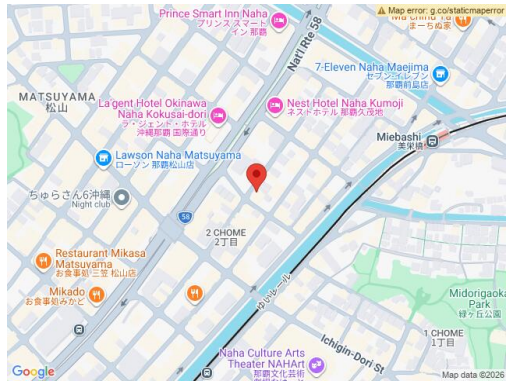 Prince Smart Inn Naha
プリンス スマート
イン 那覇
Nat'l Rte 58
Map error: g.co/staticmaperror
まーちぬ家
7-Eleven Naha Maejima
セブン-イレブン
那覇前島店
MATSUYAMA
松山
La'gent Hotel Okinawa
Naha Kokusai-dori
ラ・ジェント・ホテル
沖縄那覇 国際通り
Nest Hotel Naha Kumoji
ネストホテル 那覇久茂地
Miebashi
美栄橋
Lawson Naha Matsuyama
ローソン 那覇松山店
ちゅらさん6沖縄
Night club
58
2 CHOME
2丁目
Restaurant Mikasa
Matsuyama
お食事処 三笠 松山店
Mikado
お食事処みかど
ゆいレール
Midorigaoka
Park
緑ヶ丘公園
1 CHOME
1丁目
Ichigin-Dori St
Naha Culture Arts
Theater NAHArt
那覇文化芸術
Google
Map data ©2026